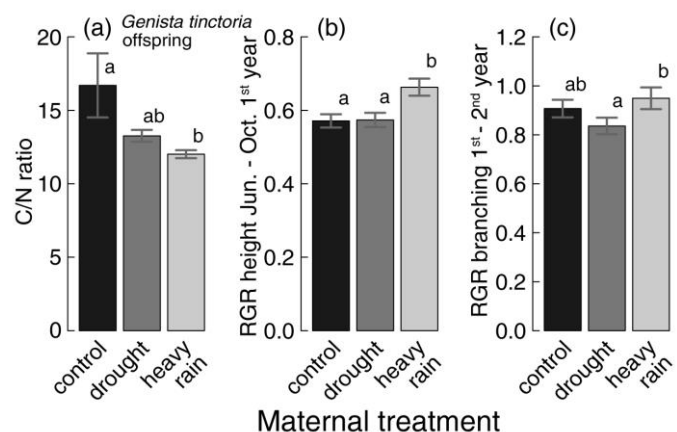 (a) Genista tinctoria
offspring
(b)
(c)
C/N ratio
20
15
10
5
0
a
ab
b
control
drought
heavy
rain
RGR height Jun. - Oct. 1st year
0.8
0.6
0.4
0.2
0.0
a
a
b
control
drought
heavy
rain
RGR branching 1st - 2nd year
1.2
1.0
0.8
0.6
0.4
0.2
0.0
ab
a
b
control
drought
heavy
rain
Maternal treatment